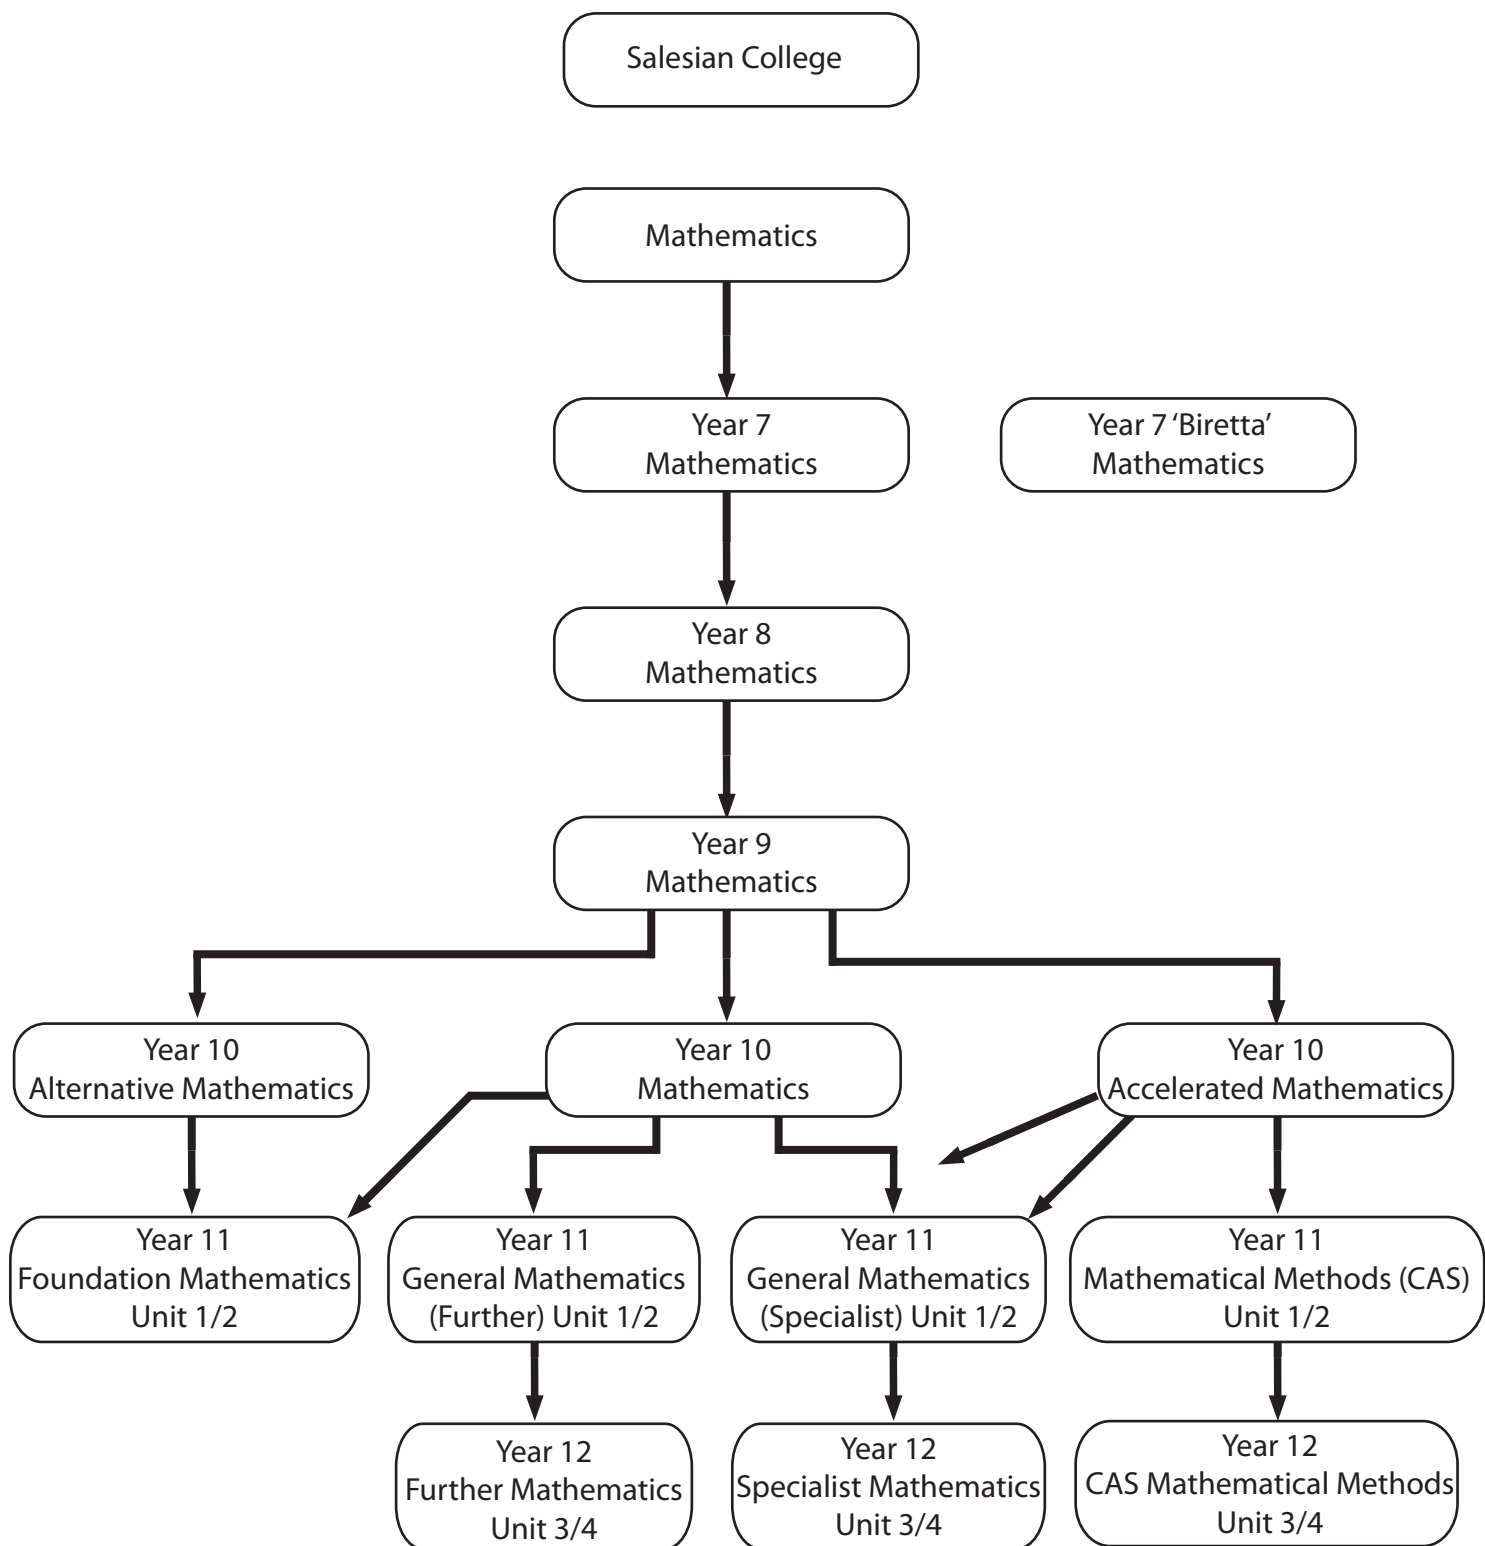 Salesian College
Mathematics
Year 7
Mathematics
Year 7 ‘Biretta’
Mathematics
Year 8
Mathematics
Year 9
Mathematics
Year 10
Alternative Mathematics
Year 10
Mathematics
Year 10
Accelerated Mathematics
Year 11
Foundation Mathematics
Unit 1/2
Year 11
General Mathematics
(Further) Unit 1/2
Year 11
General Mathematics
(Specialist) Unit 1/2
Year 11
Mathematical Methods (CAS)
Unit 1/2
Year 12
Further Mathematics
Unit 3/4
Year 12
Specialist Mathematics
Unit 3/4
Year 12
CAS Mathematical Methods
Unit 3/4